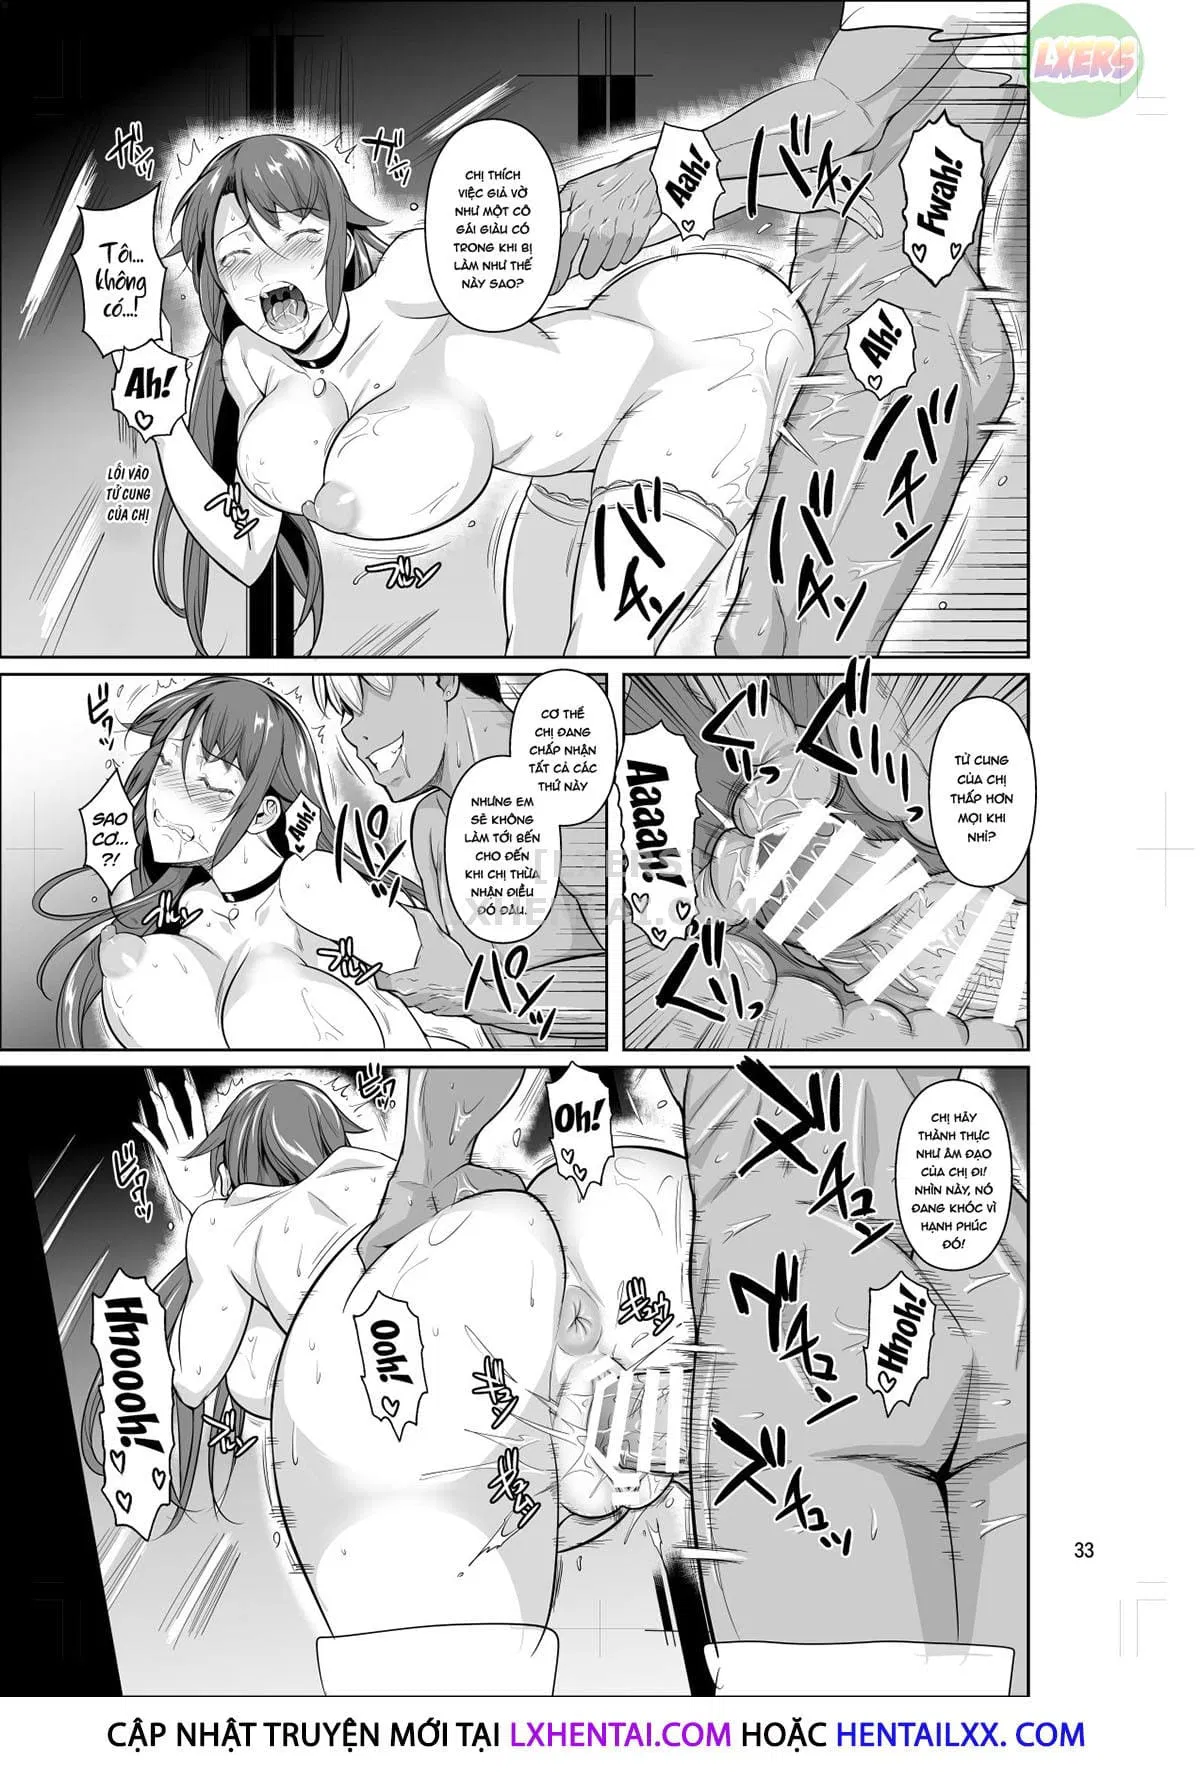 LXERS
CHỊ THÍCH
VIỆC GIẢ VỜ
NHƯ MỘT CÔ
GÁI GIÀU CÓ
TRONG KHI BỊ
LÀM NHƯ THẾ
NÀY SAO?
Aah!
Fwah!
Ah!
Tôi...
không
có...!
Ah!
LỐI VÀO
TỬ CUNG
CỦA CHỊ
TỬ CUNG
CỦA CHỊ
THẤP HƠN
MỌI KHI
NHỈ?
Aaaah!
CƠ THỂ
CHỊ ĐANG
CHẤP NHẬN
TẤT CẢ CÁC
THỨ NÀY
NHƯNG EM
SẼ KHÔNG
LÀM TỚI BẾN
CHO ĐẾN
KHI CHỊ THỪA
NHẬN ĐIỀU
ĐÓ ĐÂU.
Auh!
SAO
CƠ...
?!
[LXERS]
LXHENTAI.COM
CHỊ HÃY
THÀNH THỰC
NHƯ ÂM ĐẠO
CỦA CHỊ ĐI!
NHÌN NÀY, NÓ
ĐANG KHÓC VÌ
HẠNH PHÚC
ĐÓ!
Oh!
Hnoh!
Ooh!
Hnoooh!
33
CẬP NHẬT TRUYỆN MỚI TẠI LXHENTAI.COM HOẶC HENTAILXX. COM